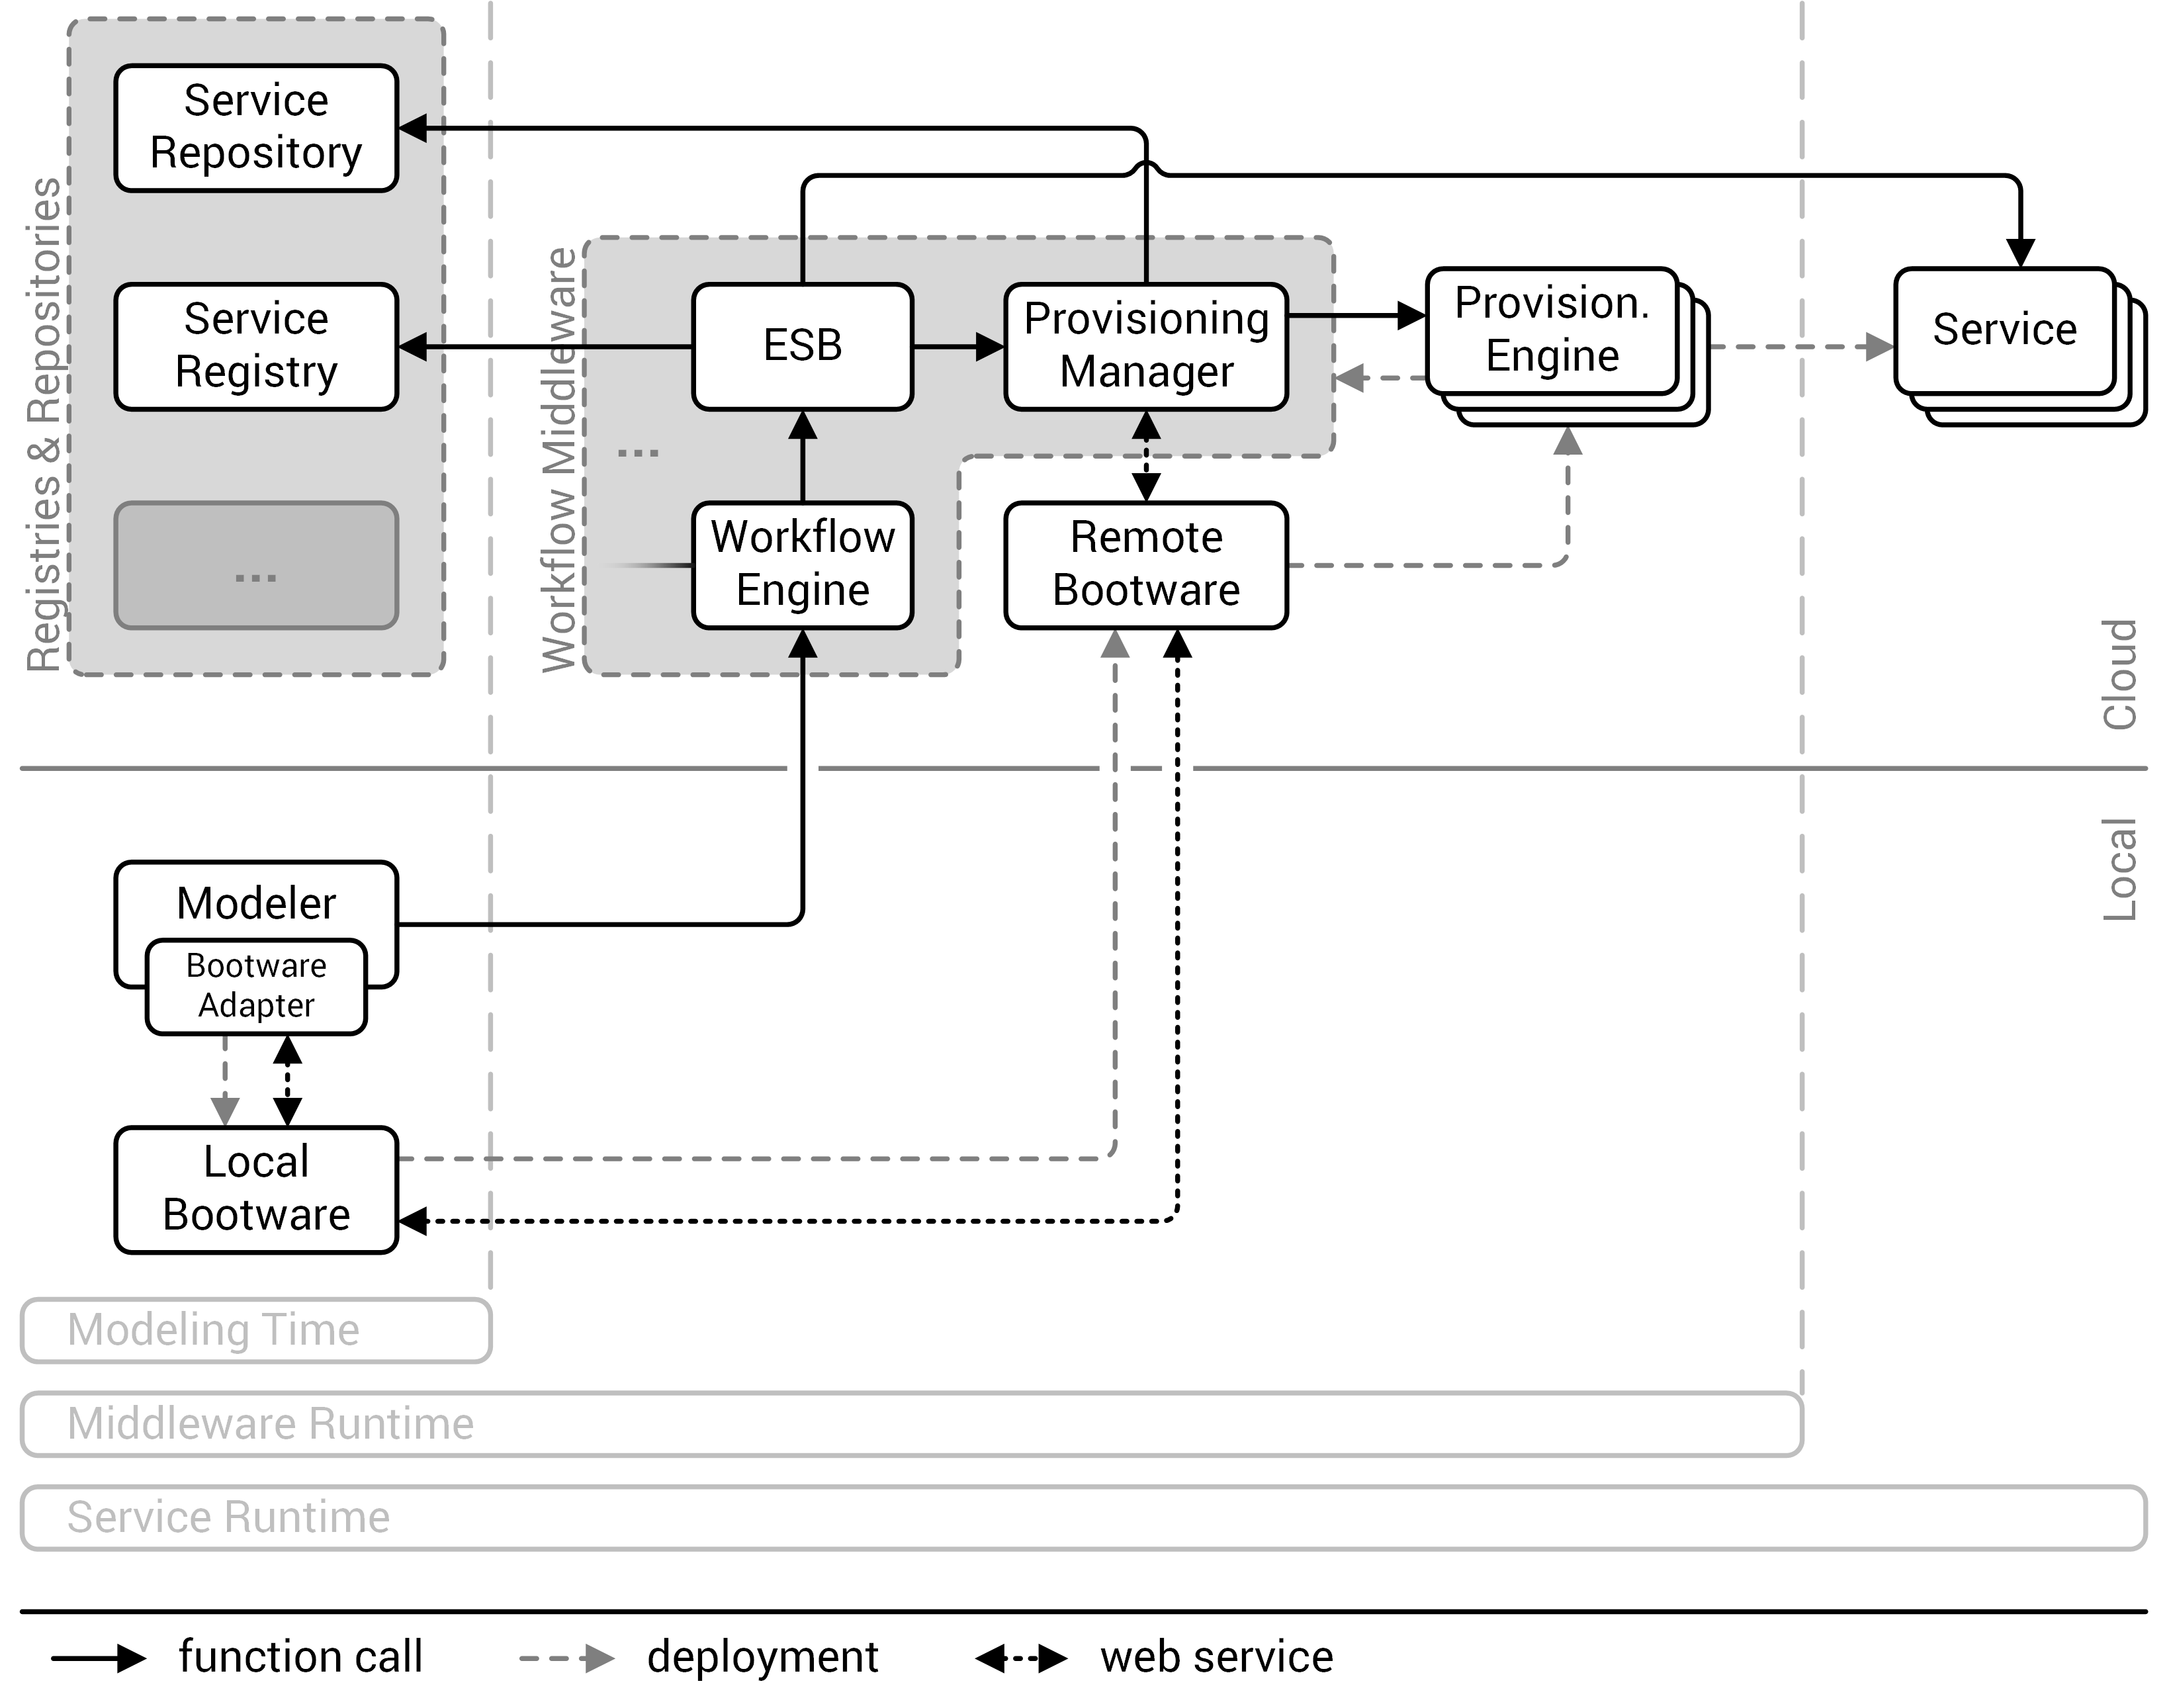 Registries & Repositories
Service
Repository
Service
Registry
...
Workflow Middleware
ESB
Provisioning
Manager
Provision.
Engine
Service
...
Workflow
Engine
Remote
Bootware
Cloud
Local
Modeler
Bootware
Adapter
Local
Bootware
Modeling Time
Middleware Runtime
Service Runtime
function call
deployment
web service